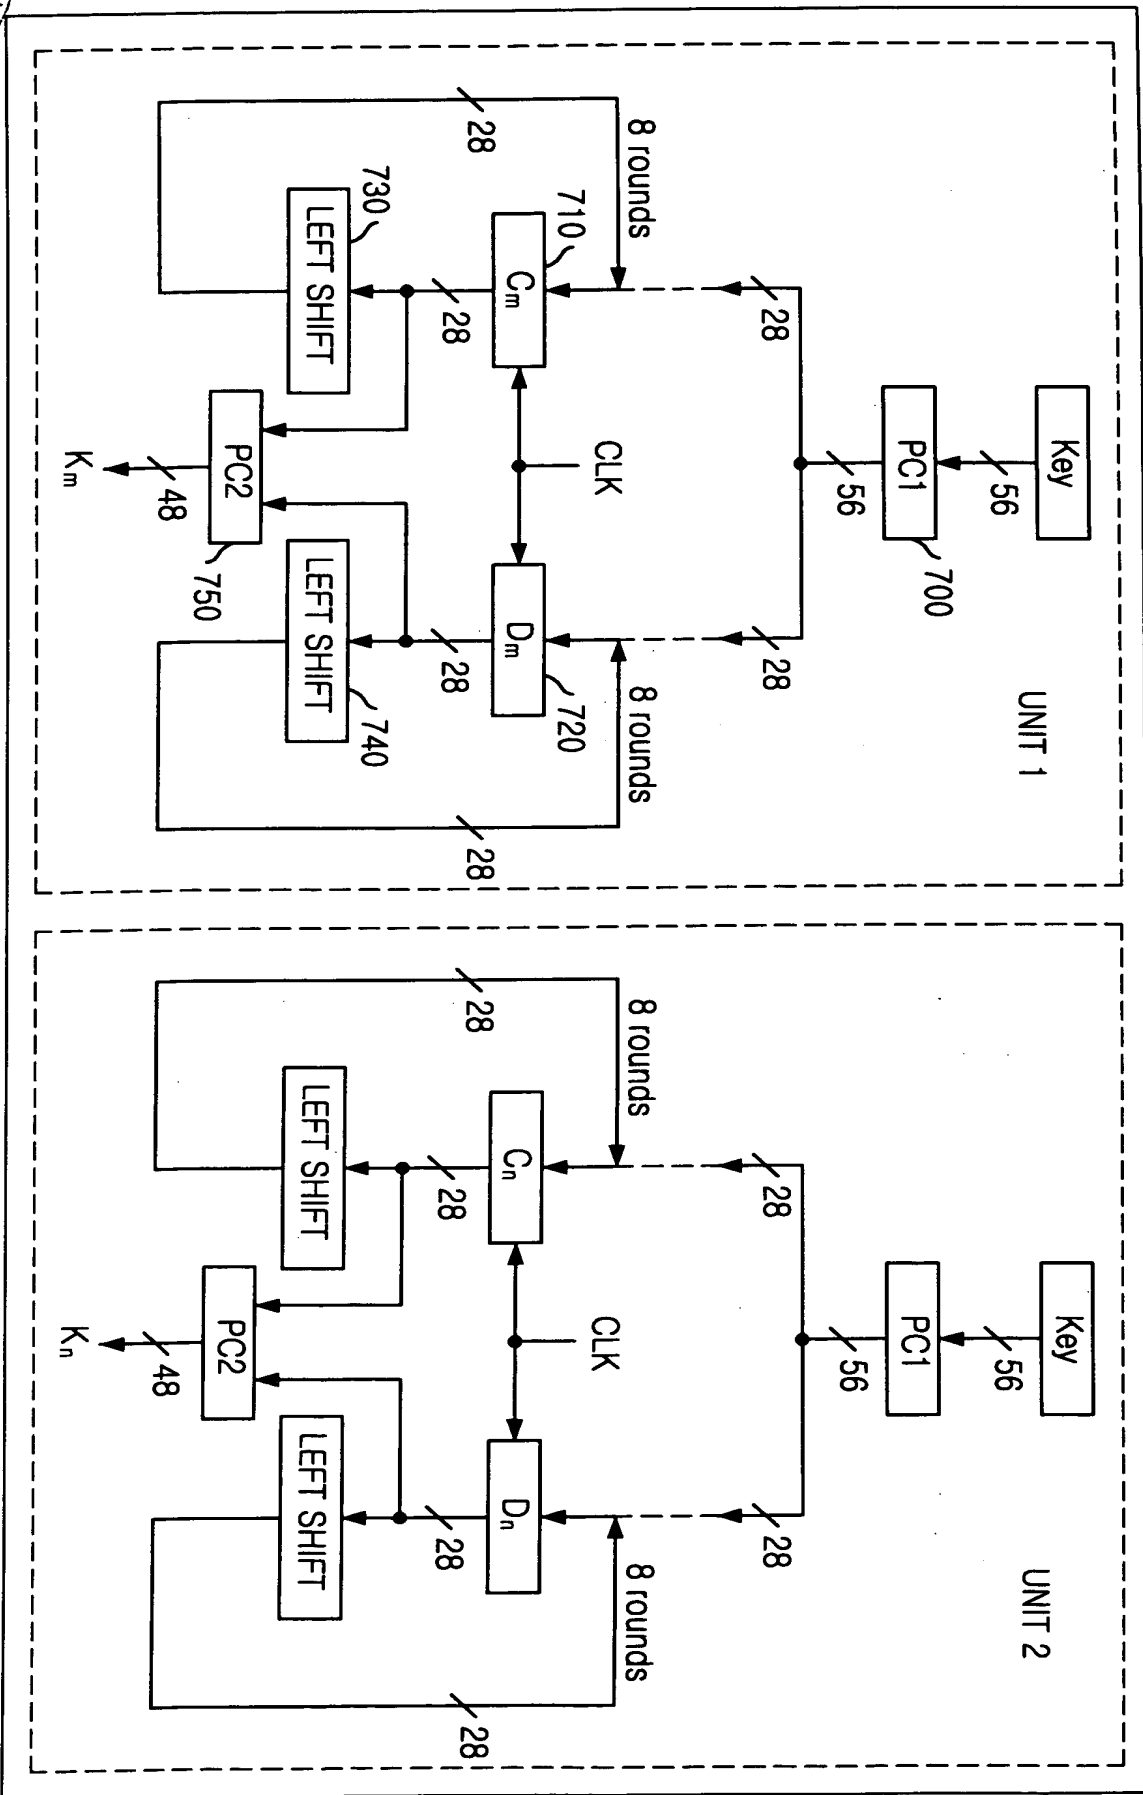 UNIT 1
Key
56
PC1
700
56
28
28
8 rounds
8 rounds
28
28
710
Cm
CLK
Dm
720
28
28
730
LEFT SHIFT
LEFT SHIFT
740
PC2
750
48
Km
UNIT 2
Key
56
PC1
56
28
28
8 rounds
8 rounds
28
28
Cn
CLK
Dn
28
28
LEFT SHIFT
LEFT SHIFT
PC2
48
Kn